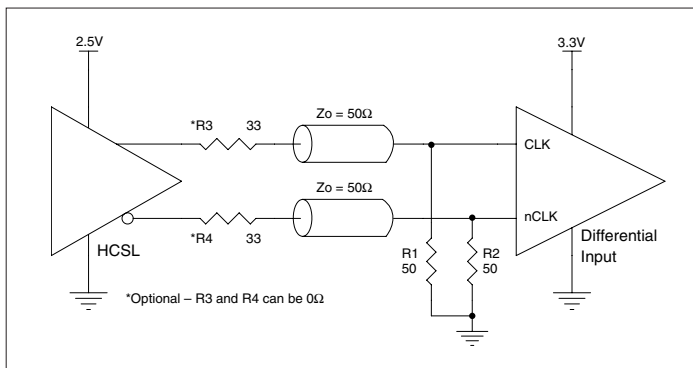 2.5V
3.3V
*R3 33
Zo = 50Ω
CLK
Zo = 50Ω
nCLK
*R4 33
HCSL
R1
50
R2
50
Differential
Input
*Optional – R3 and R4 can be 0Ω